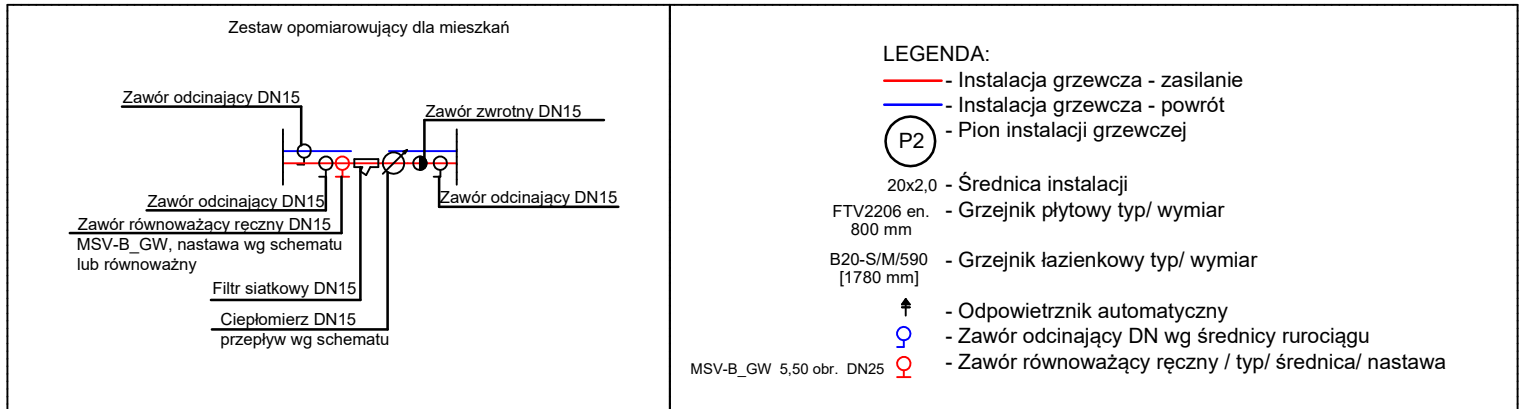 Zestaw opomiarowujący dla mieszkań
Zawór odcinający DN15
Zawór zwrotny DN15
Zawór odcinający DN15
Zawór odcinający DN15
Zawór równoważący ręczny DN15
MSV-B_GW, nastawa wg schematu
lub równoważny
Filtr siatkowy DN15
Ciepłomierz DN15
przepływ wg schematu
LEGENDA:
- Instalacja grzewcza - zasilanie
- Instalacja grzewcza - powrót
P2 - Pion instalacji grzewczej
20x2,0 - Średnica instalacji
FTV2206 en. - Grzejnik płytowy typ/ wymiar
800 mm
B20-S/M/590 - Grzejnik łazienkowy typ/ wymiar
[1780 mm]
- Odpowietrznik automatyczny
- Zawór odcinający DN wg średnicy rurociągu
MSV-B_GW 5,50 obr. DN25 - Zawór równoważący ręczny / typ/ średnica/ nastawa